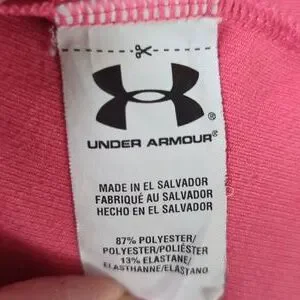 UNDER ARMOUR®
MADE IN EL SALVADOR
FABRIQUÉ AU SALVADOR
HECHO EN EL SALVADOR
87% POLYESTER/
POLYESTER/POLIÉSTER
13% ELASTANE/
ELASTHANNE/ELASTANO